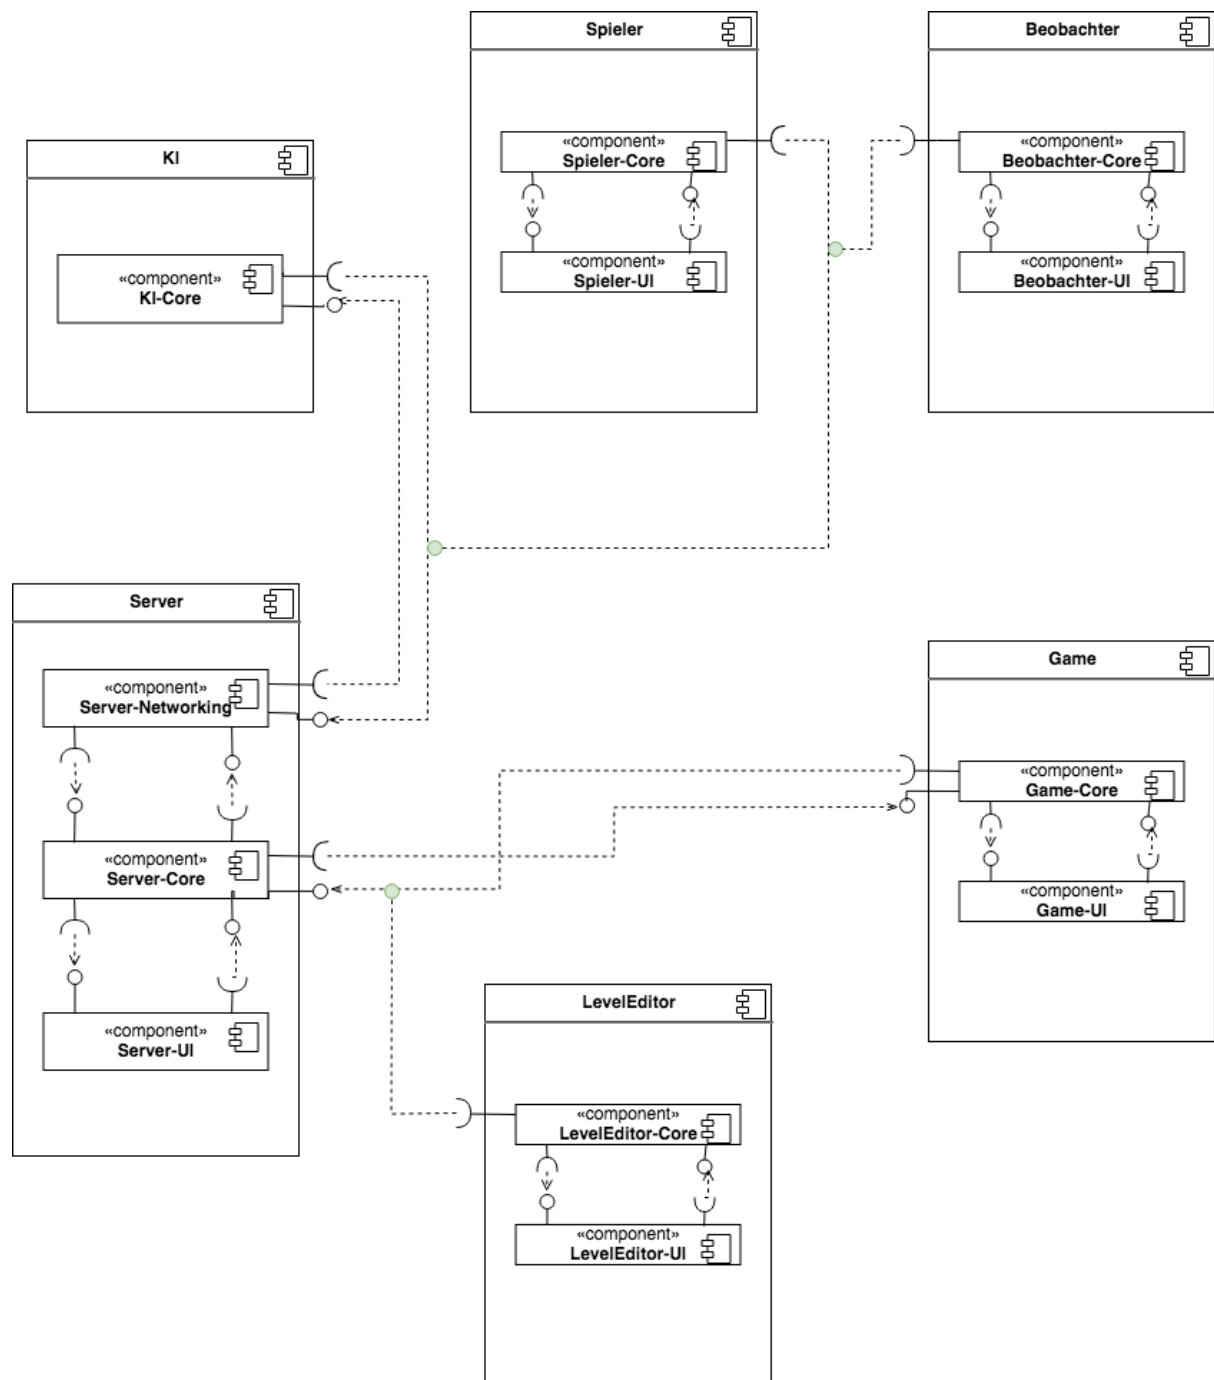 Spieler
«component»
Spieler-Core
«component»
Spieler-UI
Beobachter
«component»
Beobachter-Core
«component»
Beobachter-UI
KI
«component»
KI-Core
Server
«component»
Server-Networking
«component»
Server-Core
«component»
Server-UI
Game
«component»
Game-Core
«component»
Game-UI
LevelEditor
«component»
LevelEditor-Core
«component»
LevelEditor-UI